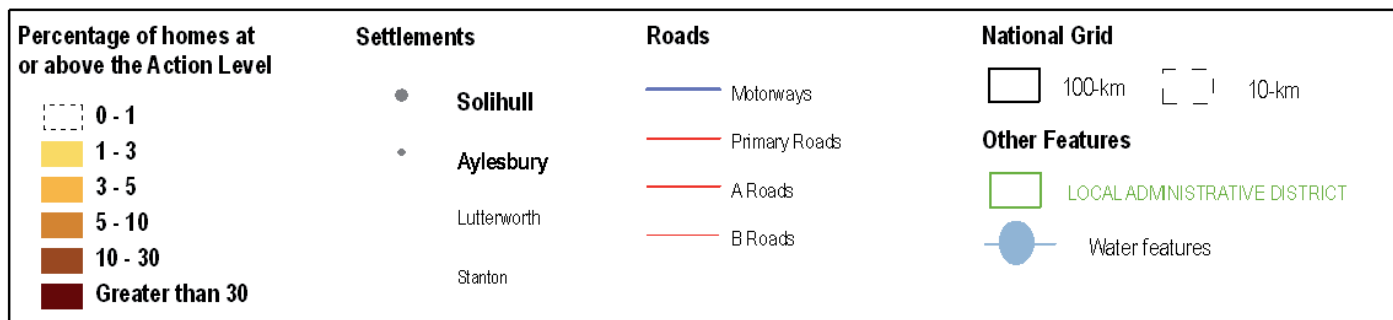 Percentage of homes at
or above the Action Level
0 - 1
1 - 3
3 - 5
5 - 10
10 - 30
Greater than 30
Settlements
Solihull
Aylesbury
Lutterworth
Stanton
Roads
Motorways
Primary Roads
A Roads
B Roads
National Grid
100-km 10-km
Other Features
LOCAL ADMINISTRATIVE DISTRICT
Water features